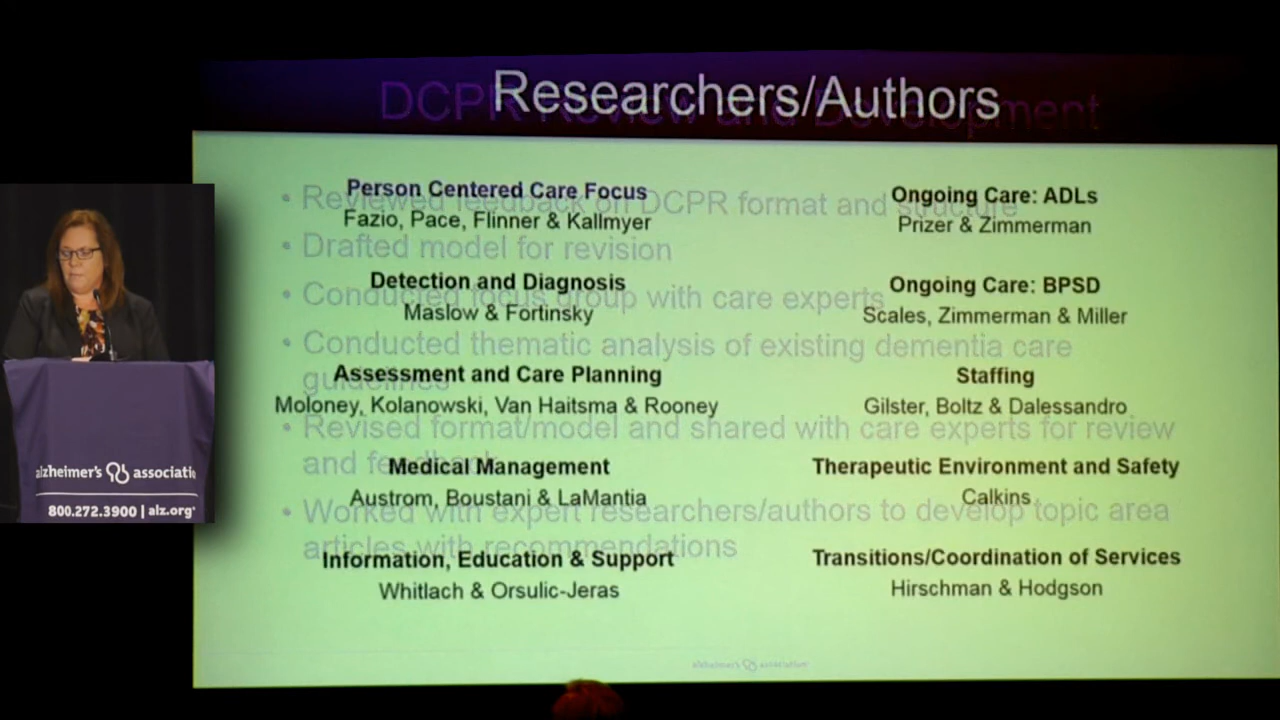 Researchers/Authors
DCPR Review and Development
Person Centered Care Focus
Fazio, Pace, Flinner & Kallmyer
Detection and Diagnosis
Maslow & Fortinsky
Assessment and Care Planning
Moloney, Kolanowski, Van Haitsma & Rooney
Medical Management
Austrom, Boustani & LaMantia
Information, Education & Support
Whitlach & Orsulic-Jeras
Ongoing Care: ADLs
Prizer & Zimmerman
Ongoing Care: BPSD
Scales, Zimmerman & Miller
Staffing
Gilster, Boltz & Dalessandro
Therapeutic Environment and Safety
Calkins
Transitions/Coordination of Services
Hirschman & Hodgson
• Reviewed feedback on DCPR format and structure
• Drafted model for revision
• Conducted focus group with care experts
• Conducted thematic analysis of existing dementia care
guidelines
• Revised format/model and shared with care experts for review
and feedback
• Worked with expert researchers/authors to develop topic area
articles with recommendations
alzheimer's association
alzheimer's associatio
800.272.3900 | alz.org